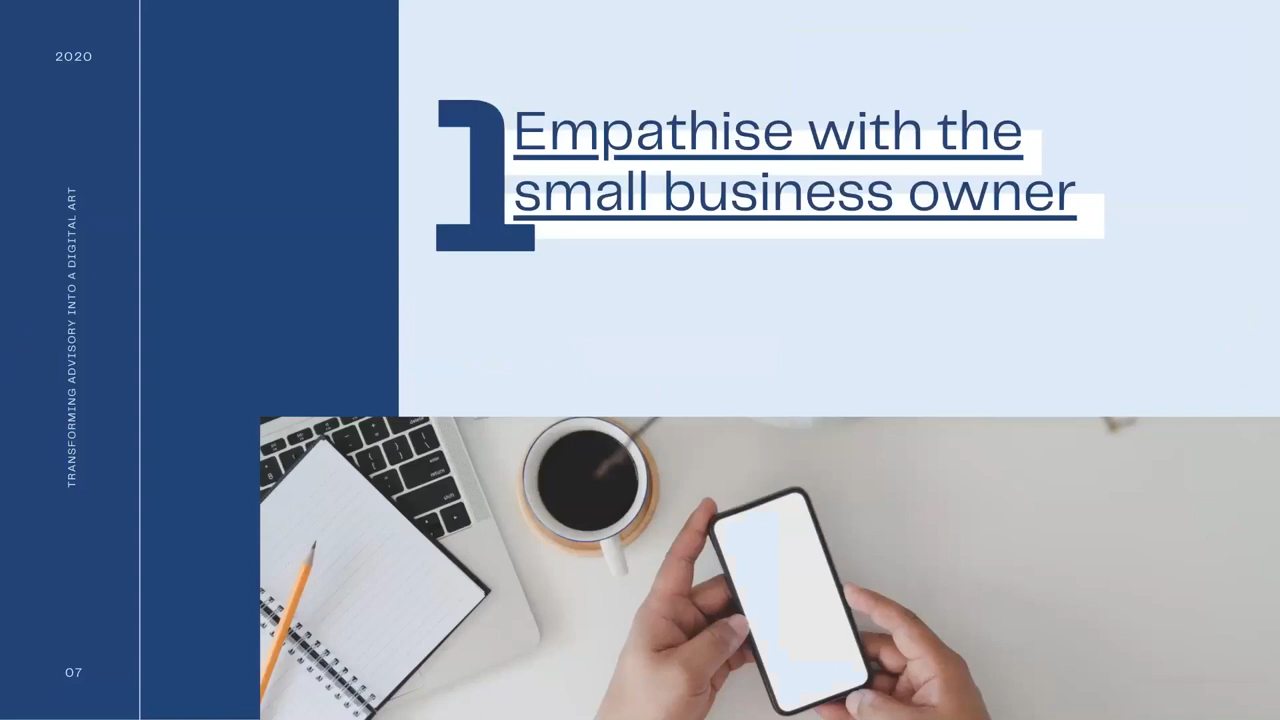 2020
TRANSFORMING ADVISORY INTO A DIGITAL ART
07
1
Empathise with the
small business owner